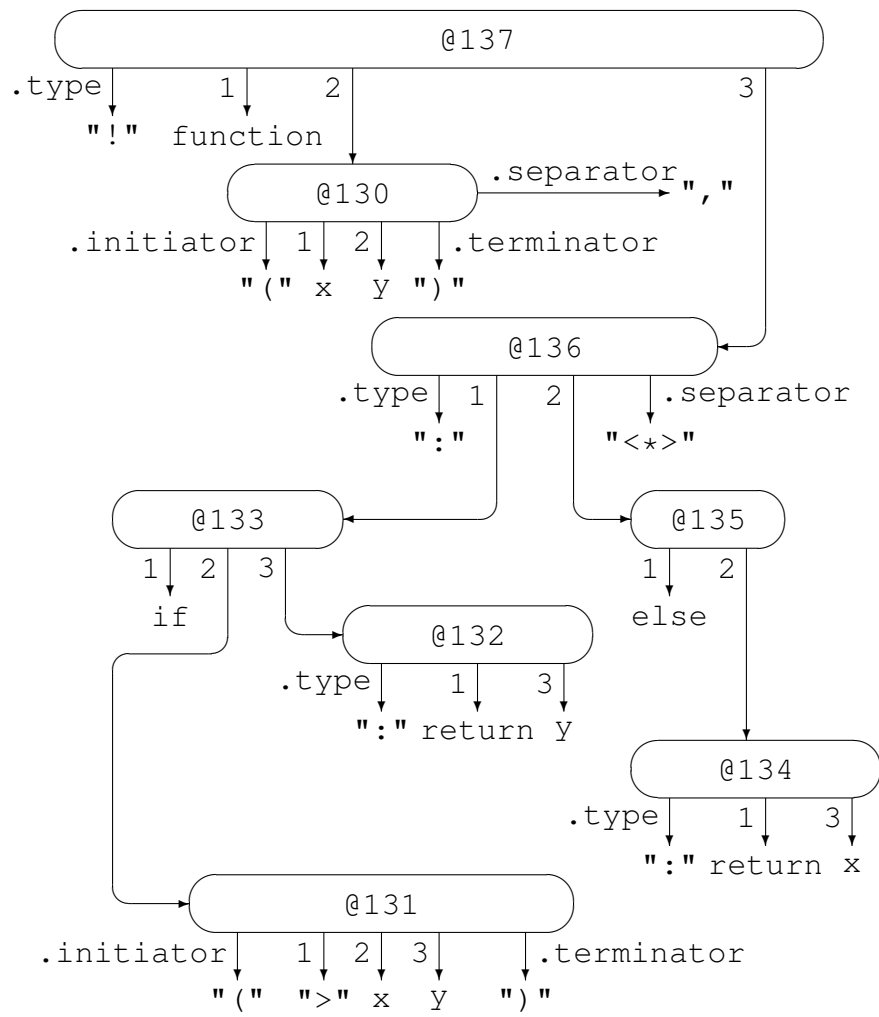 @137
.type 1 2 3
"!" function
@130 .separator ","
.initiator 1 2 .terminator
"(" x y ")"
@136
.type 1 2 .separator
":" "<*>"
@133 @135
1 2 3 1 2
if else
@132
.type 1 3
":" return y
@134
.type 1 3
":" return x
@131
.initiator 1 2 3 .terminator
"(" ">" x y ")"